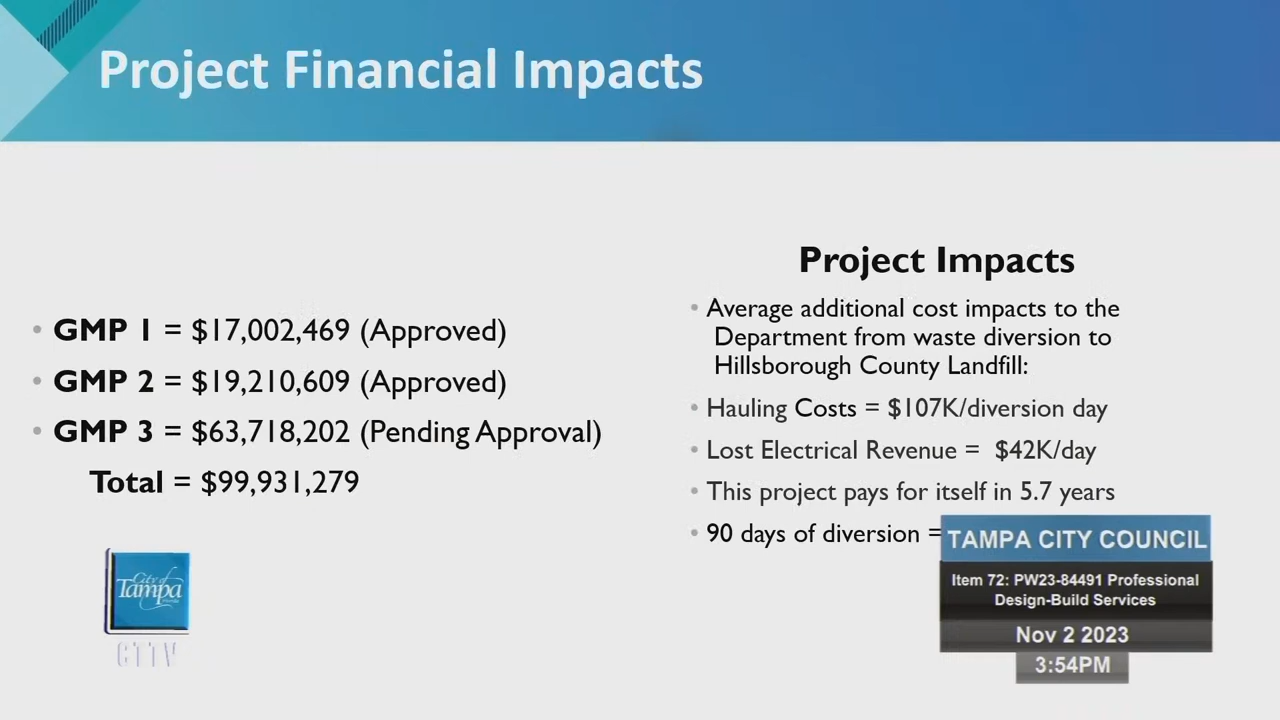 Project Financial Impacts
• GMP 1 = $17,002,469 (Approved)
• GMP 2 = $19,210,609 (Approved)
• GMP 3 = $63,718,202 (Pending Approval)
Total = $99,931,279
Project Impacts
• Average additional cost impacts to the
Department from waste diversion to
Hillsborough County Landfill:
• Hauling Costs = $107K/diversion day
• Lost Electrical Revenue = $42K/day
• This project pays for itself in 5.7 years
• 90 days of diversion =
City of
Tampa
CTTV
TAMPA CITY COUNCIL
Item 72: PW23-84491 Professional
Design-Build Services
Nov 2 2023
3:54PM